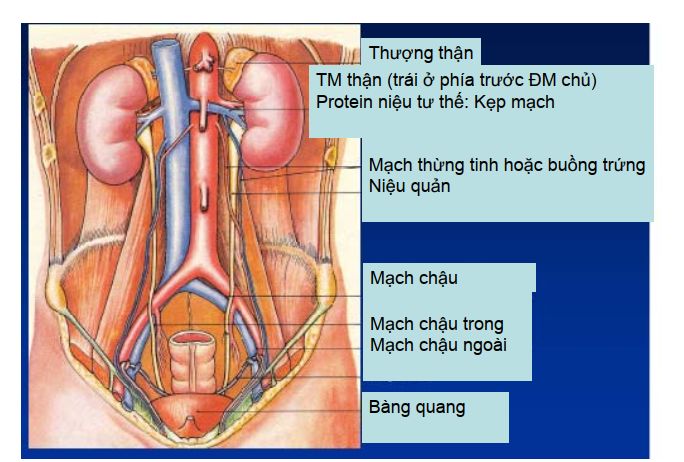 Thượng thận
TM thận (trái ở phía trước ĐM chủ)
Protein niệu tư thế: Kẹp mạch
Mạch thừng tinh hoặc buồng trứng
Niệu quản
Mạch chậu
Mạch chậu trong
Mạch chậu ngoài
Bàng quang